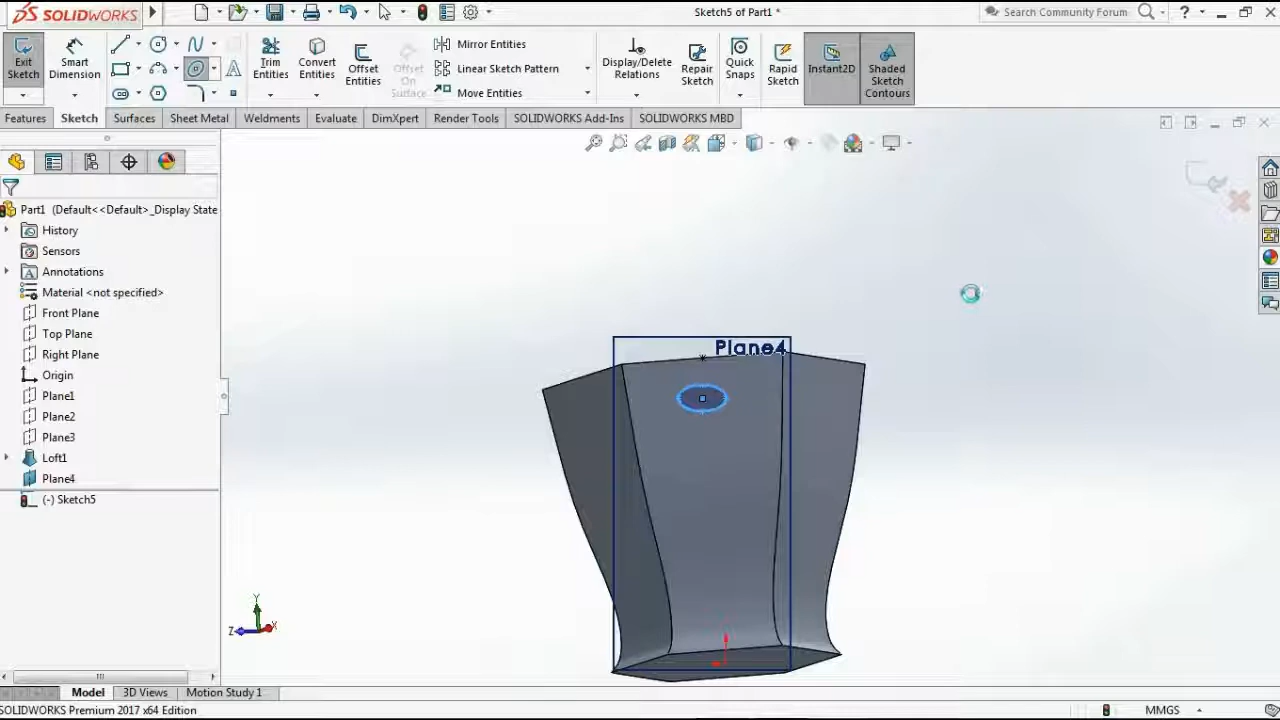 SOLIDWORKS
Sketch5 of Part1 *
Search Community Forum
?
Exit Sketch
Smart Dimension
Trim Entities
Convert Entities
Offset Entities
Offset On Surface
Mirror Entities
Linear Sketch Pattern
Move Entities
Display/Delete Relations
Repair Sketch
Quick Snaps
Rapid Sketch
Instant2D
Shaded Sketch Contours
Features
Sketch
Surfaces
Sheet Metal
Weldments
Evaluate
DimXpert
Render Tools
SOLIDWORKS Add-Ins
SOLIDWORKS MBD
Part1 (Default<<Default>_Display State
History
Sensors
Annotations
Material <not specified>
Front Plane
Top Plane
Right Plane
Origin
Plane1
Plane2
Plane3
Loft1
Plane4
(-) Sketch5
Plane4
Y
Z
X
Model
3D Views
Motion Study 1
SOLIDWORKS Premium 2017 x64 Edition
MMGS